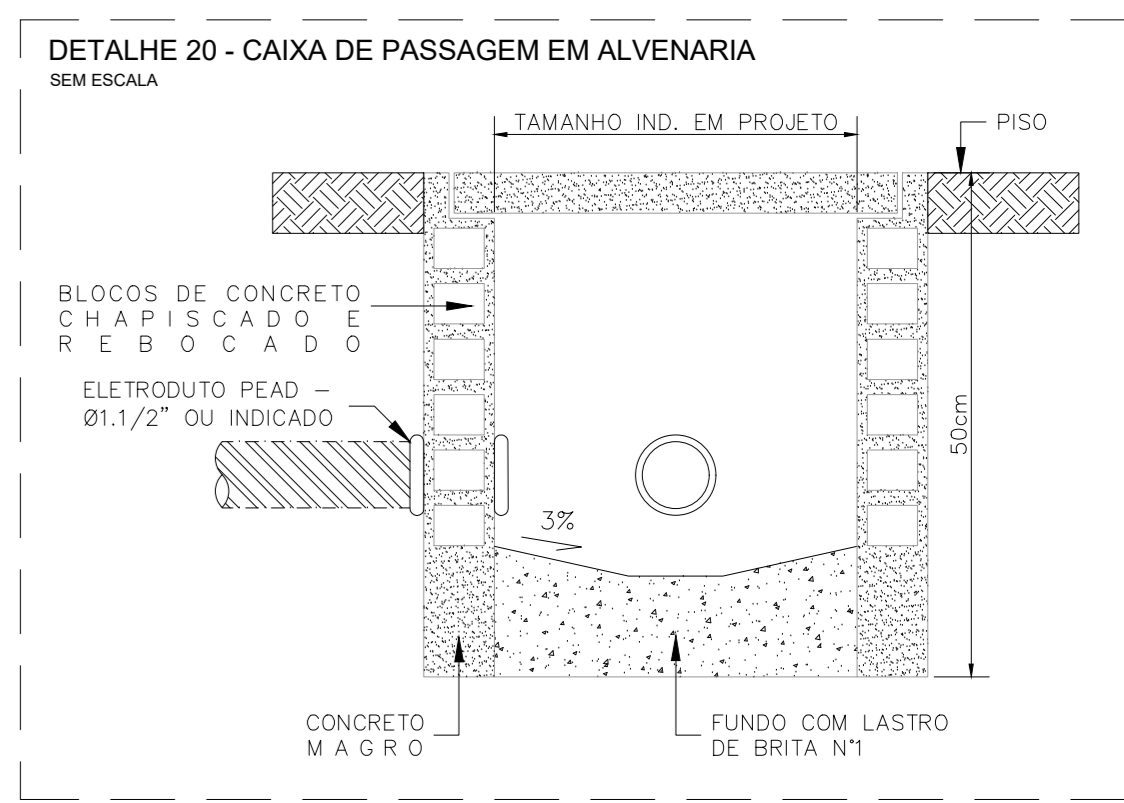 DETALHE 20 - CAIXA DE PASSAGEM EM ALVENARIA
SEM ESCALA
TAMANHO IND. EM PROJETO
PISO
BLOCOS DE CONCRETO
CHAPISCADO E
REBOCADO
ELETRODUTO PEAD –
Ø1.1/2" OU INDICADO
50cm
3%
CONCRETO
MAGRO
FUNDO COM LASTRO
DE BRITA N°1